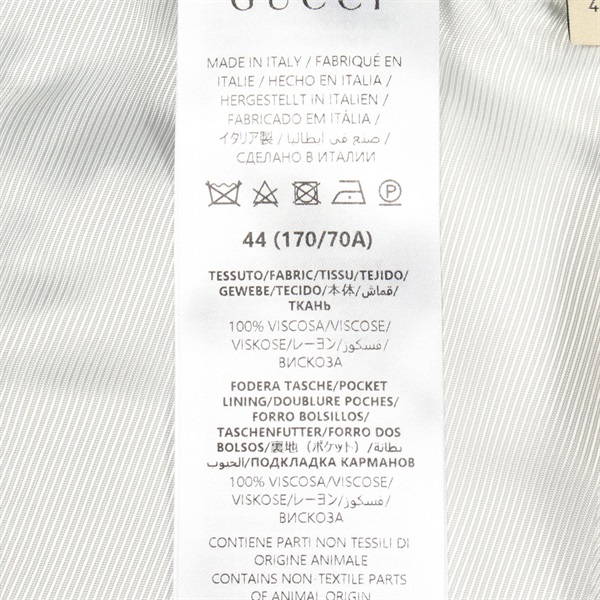 GUCCI
4
MADE IN ITALY / FABRIQUÉ EN
ITALIE / HECHO EN ITALIA /
HERGESTELLT IN ITALIEN /
FABRICADO EM ITÁLIA /
イタリア製 / صنع في ايطاليا /
СДЕЛАНО В ИТАЛИИ
P
44 (170/70A)
TESSUTO/FABRIC/TISSU/TEJIDO/
GEWEBE/TECIDO/本体/قماش/
ТКАНЬ
100% VISCOSA/VISCOSE/
VISKOSE/レーヨン/فسكوز/
ВИСКОЗА
FODERA TASCHE/POCKET
LINING/DOUBLURE POCHES/
FORRO BOLSILLOS/
TASCHENFUTTER/FORRO DOS
BOLSOS/裏地（ポケット）/بطانة
الجيوب/ПОДКЛАДКА КАРМАНОВ
100% VISCOSA/VISCOSE/
VISKOSE/レーヨン/فسكوز/
ВИСКОЗА
CONTIENE PARTI NON TESSILI DI
ORIGINE ANIMALE
CONTAINS NON-TEXTILE PARTS
OF ANIMAL ORIGIN